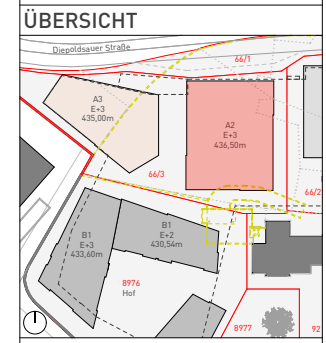 ÜBERSICHT
Diepoldsauer Straße
66/1
A3
E+3
435,00m
A2
E+3
436,50m
66/3
66/2
B1
E+3
433,60m
B1
E+2
430,54m
8976
Hof
8977
92